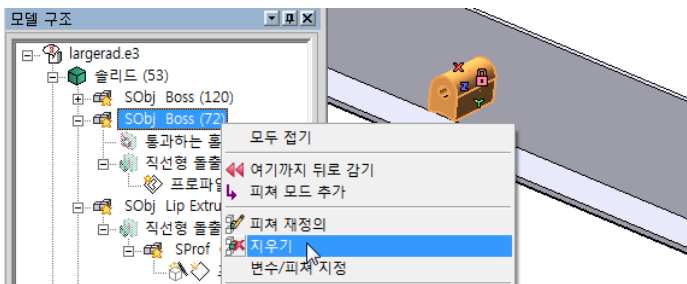 모델 구조
largerad.e3
솔리드 (53)
SObj Boss (120)
SObj Boss (72)
통과하는 홀
직선형 돌출
프로파일
SObj Lip Extru
직선형 돌출
SProf
모두 접기
여기까지 뒤로 감기
피쳐 모드 추가
피쳐 재정의
지우기
변수/피쳐 지정
X
Z
Y